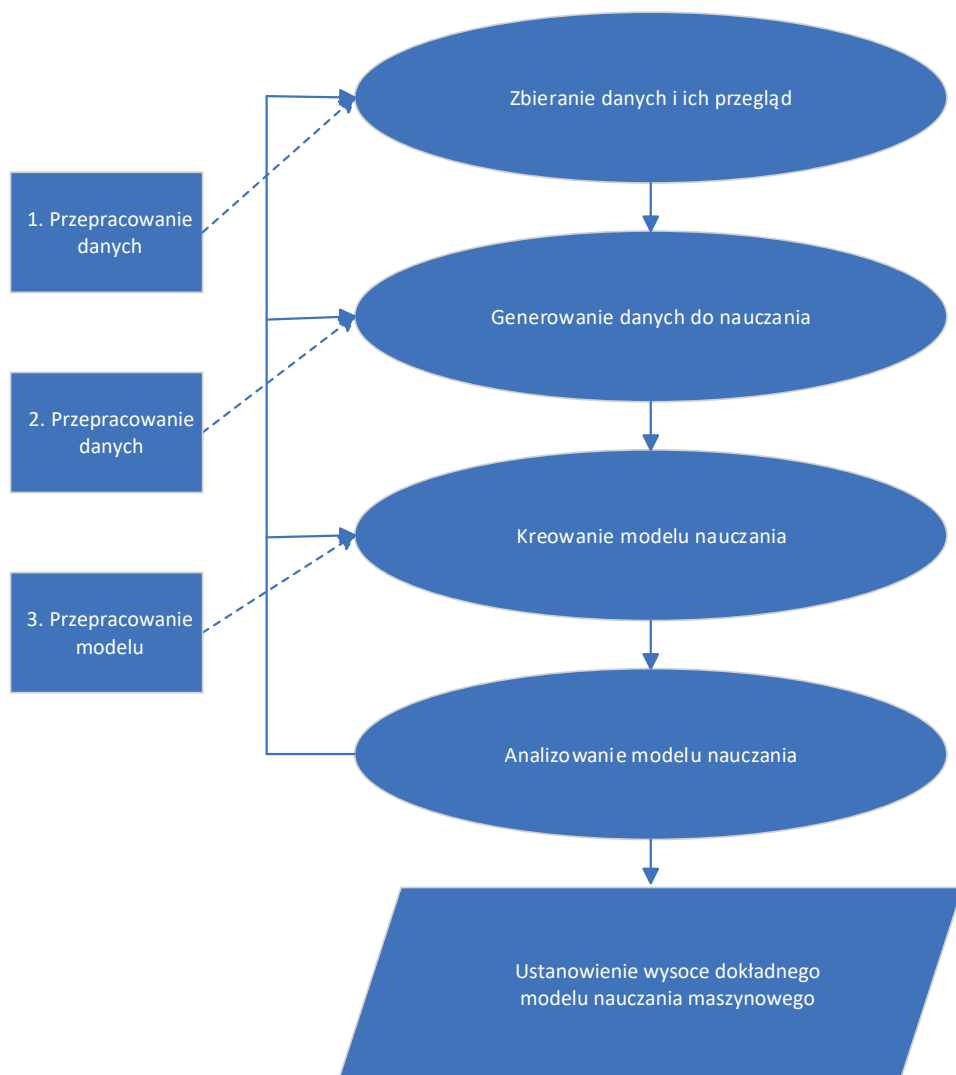 Zbieranie danych i ich przegląd
1. Przepracowanie
danych
Generowanie danych do nauczania
2. Przepracowanie
danych
Kreowanie modelu nauczania
3. Przepracowanie
modelu
Analizowanie modelu nauczania
Ustanowienie wysoce dokładnego
modelu nauczania maszynowego